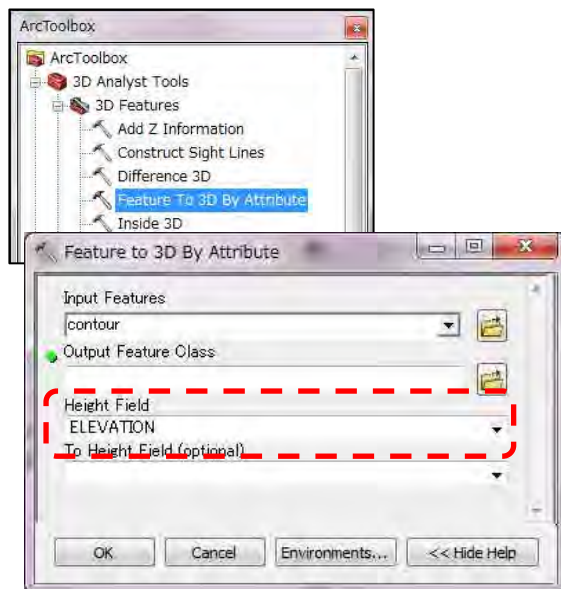 ArcToolbox
ArcToolbox
3D Analyst Tools
3D Features
Add Z Information
Construct Sight Lines
Difference 3D
Feature To 3D By Attribute
Inside 3D
Feature to 3D By Attribute
Input Features
contour
Output Feature Class
Height Field
ELEVATION
To Height Field (optional)
OK Cancel Environments... << Hide Help